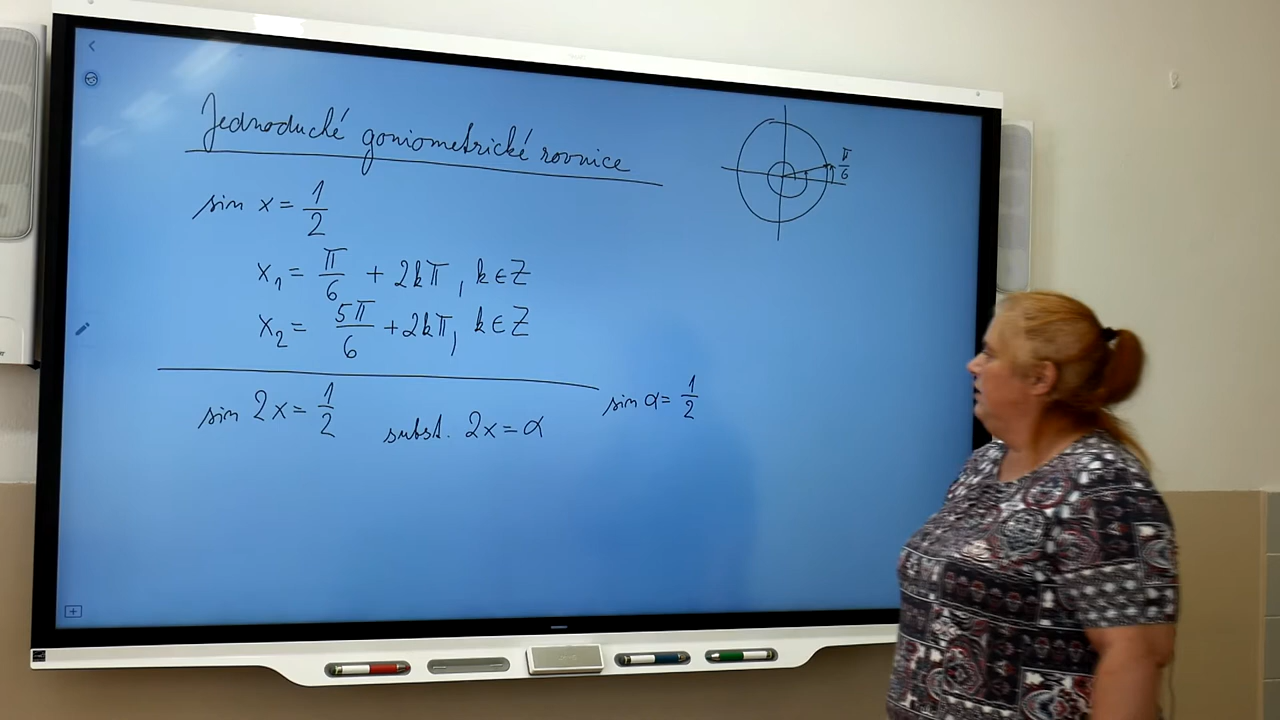 Jednoduché goniometrické rovnice
sin x = 1/2
x₁ = π/6 + 2kπ, k∈Z
x₂ = 5π/6 + 2kπ, k∈Z
sin 2x = 1/2 subst. 2x = α sin α = 1/2
π/6